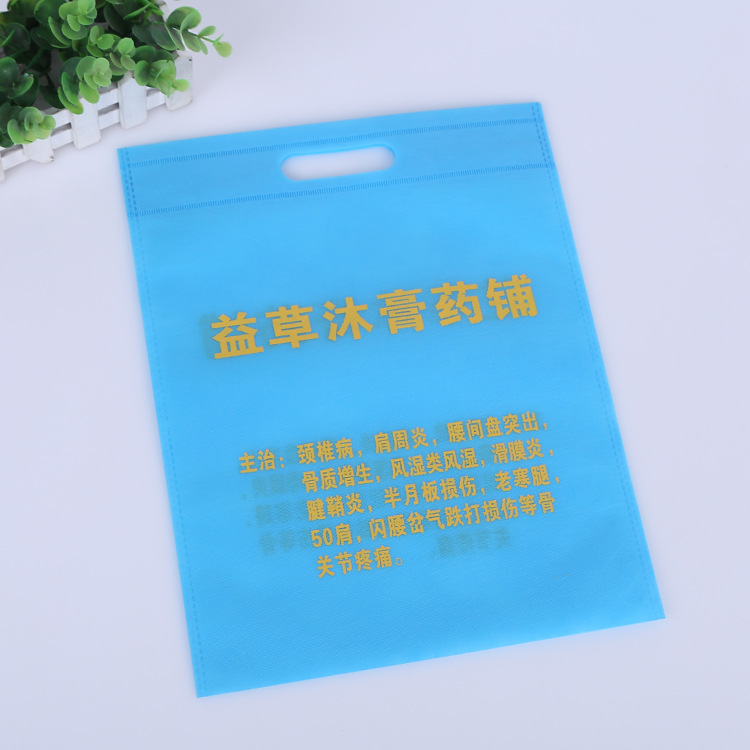 益草沐膏药铺
主治：颈椎病，肩周炎，腰间盘突出，
骨质增生，风湿类风湿，滑膜炎，
腱鞘炎，半月板损伤，老寒腿，
50肩，闪腰岔气跌打损伤等骨
关节疼痛。